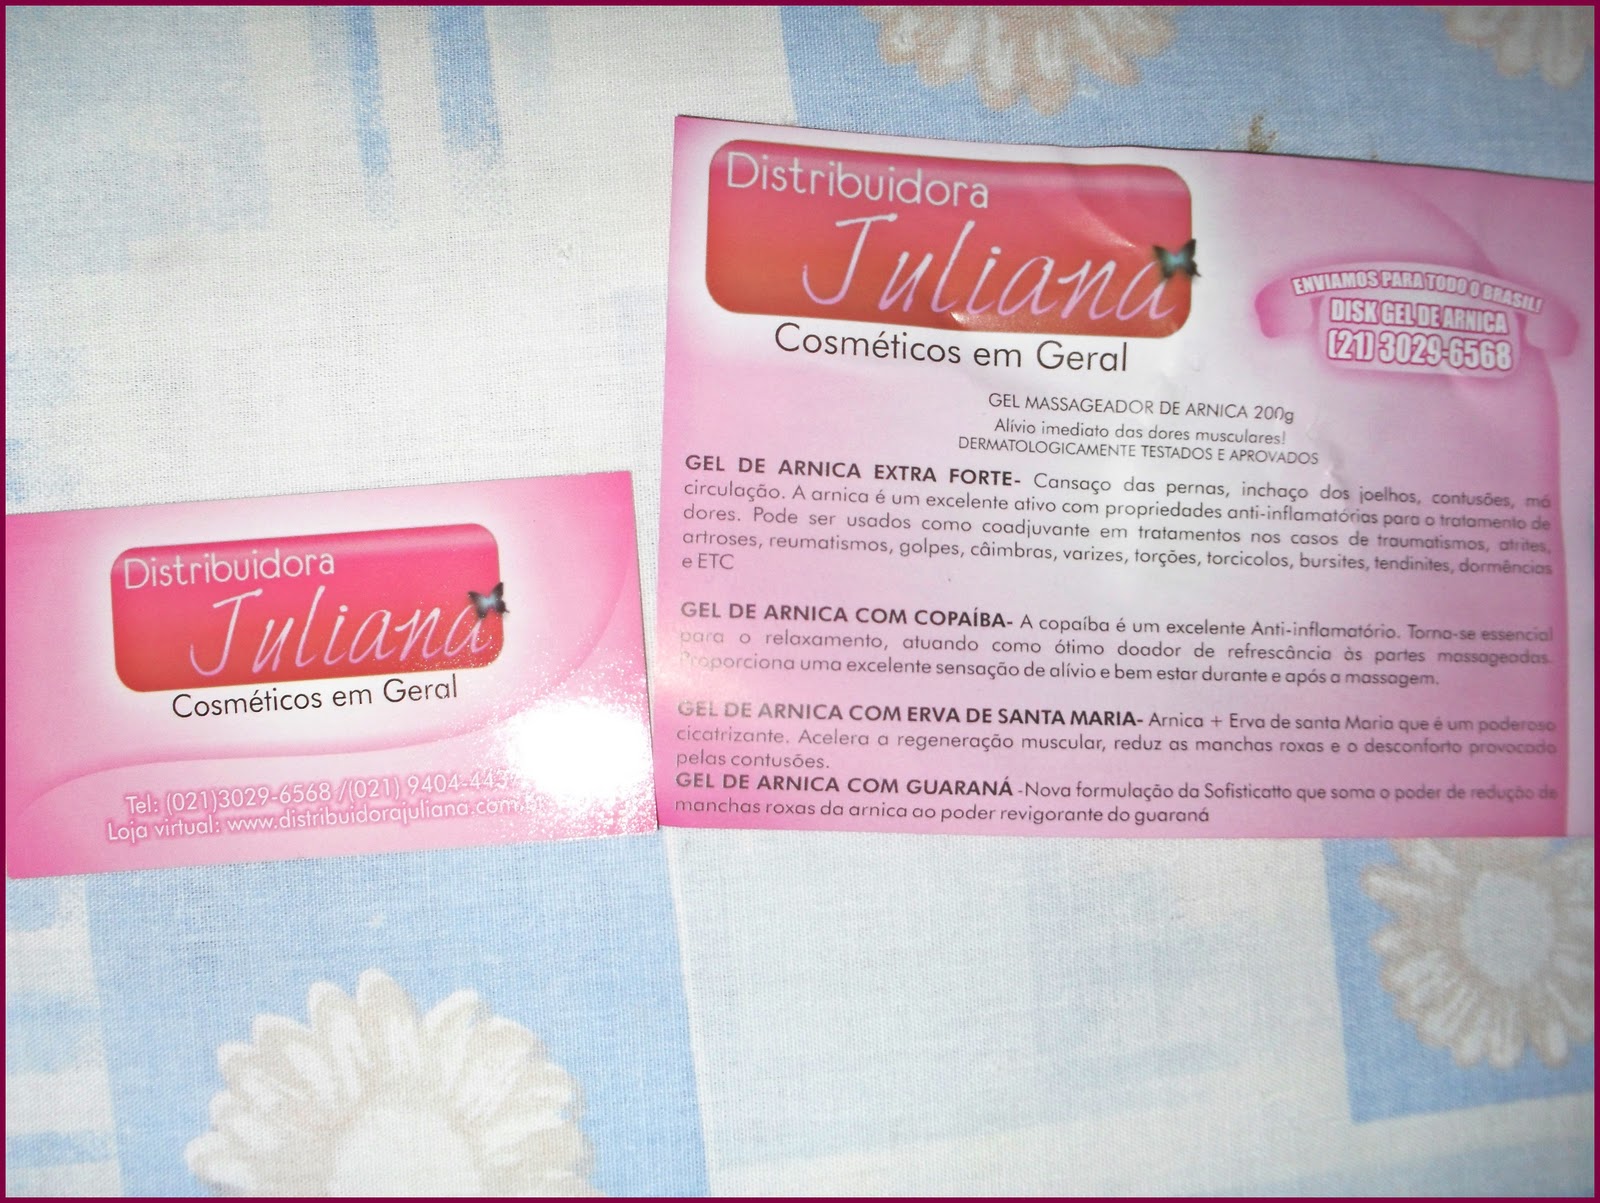 Distribuidora
Juliana
Cosméticos em Geral
Tel: (021)3029-6568 /(021) 9404-443
Loja virtual: www.distribuidorajuliana.com
Distribuidora
Juliana
Cosméticos em Geral
ENVIAMOS PARA TODO O BRASIL!
DISK GEL DE ARNICA
(21) 3029-6568
GEL MASSAGEADOR DE ARNICA 200g
Alívio imediato das dores musculares!
DERMATOLOGICAMENTE TESTADOS E APROVADOS
GEL DE ARNICA EXTRA FORTE- Cansaço das pernas, inchaço dos joelhos, contusões, má
circulação. A arnica é um excelente ativo com propriedades anti-inflamatórias para o tratamento de
dores. Pode ser usados como coadjuvante em tratamentos nos casos de traumatismos, atrites,
artroses, reumatismos, golpes, câimbras, varizes, torções, torcicolos, bursites, tendinites, dormências
e ETC
GEL DE ARNICA COM COPAÍBA- A copaíba é um excelente Anti-inflamatório. Torna-se essencial
para o relaxamento, atuando como ótimo doador de refrescância às partes massageadas.
Proporciona uma excelente sensação de alívio e bem estar durante e após a massagem.
GEL DE ARNICA COM ERVA DE SANTA MARIA- Arnica + Erva de santa Maria que é um poderoso
cicatrizante. Acelera a regeneração muscular, reduz as manchas roxas e o desconforto provocado
pelas contusões.
GEL DE ARNICA COM GUARANÁ -Nova formulação da Sofisticatto que soma o poder de redução de
manchas roxas da arnica ao poder revigorante do guaraná